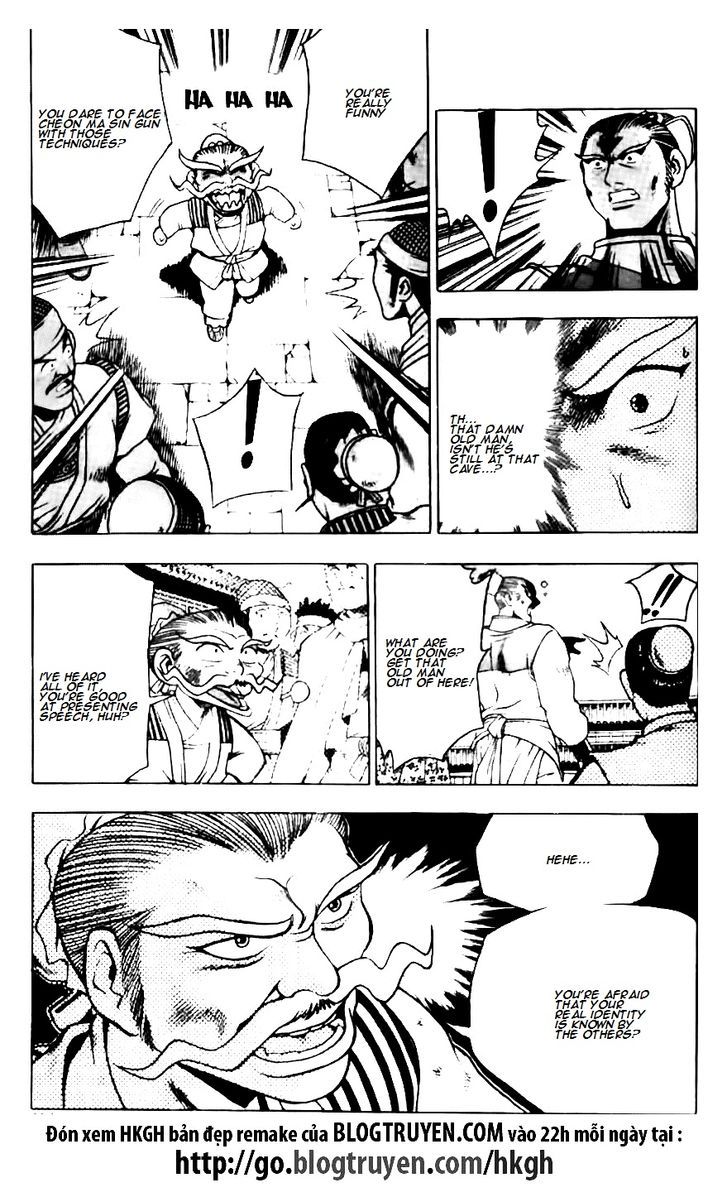 YOU DARE TO FACE
CHEON MA SIN GUN
WITH THOSE
TECHNIQUES?
HA HA HA
YOU'RE
REALLY
FUNNY
!
!
TH...
THAT DAMN
OLD MAN,
ISN'T HE'S
STILL AT THAT
CAVE...?
I'VE HEARD
ALL OF IT,
YOU'RE GOOD
AT PRESENTING
SPEECH, HUH?
WHAT ARE
YOU DOING?
GET THAT
OLD MAN
OUT OF HERE!
!!
HEHE...
YOU'RE AFRAID
THAT YOUR
REAL IDENTITY
IS KNOWN BY
THE OTHERS?
Đón xem HKGH bản đẹp remake của BLOGTRUYEN.COM vào 22h mỗi ngày tại :
http://go.blogtruyen.com/hkgh